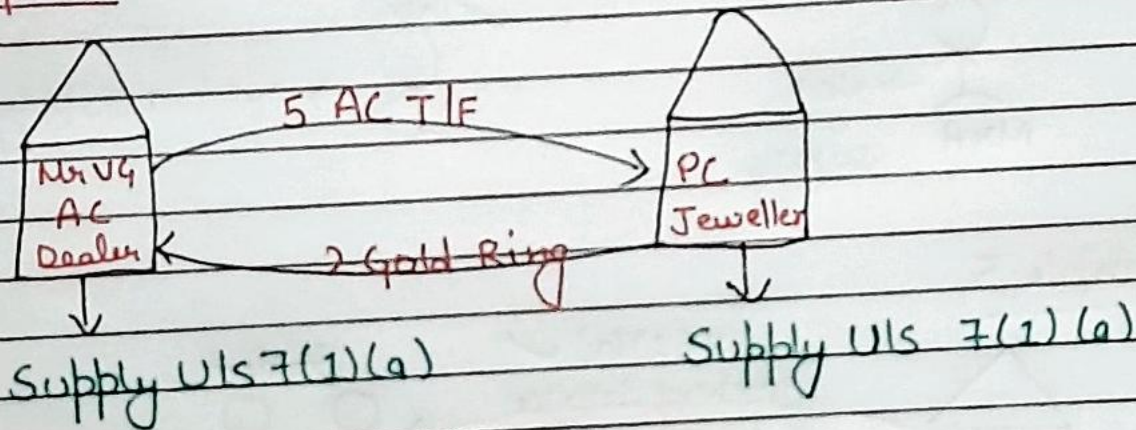 5 AC T/F
Mr VG
AC
Dealer
PC
Jeweller
2 Gold Ring
Supply U/s 7(1)(a)
Supply U/s 7(1)(a)